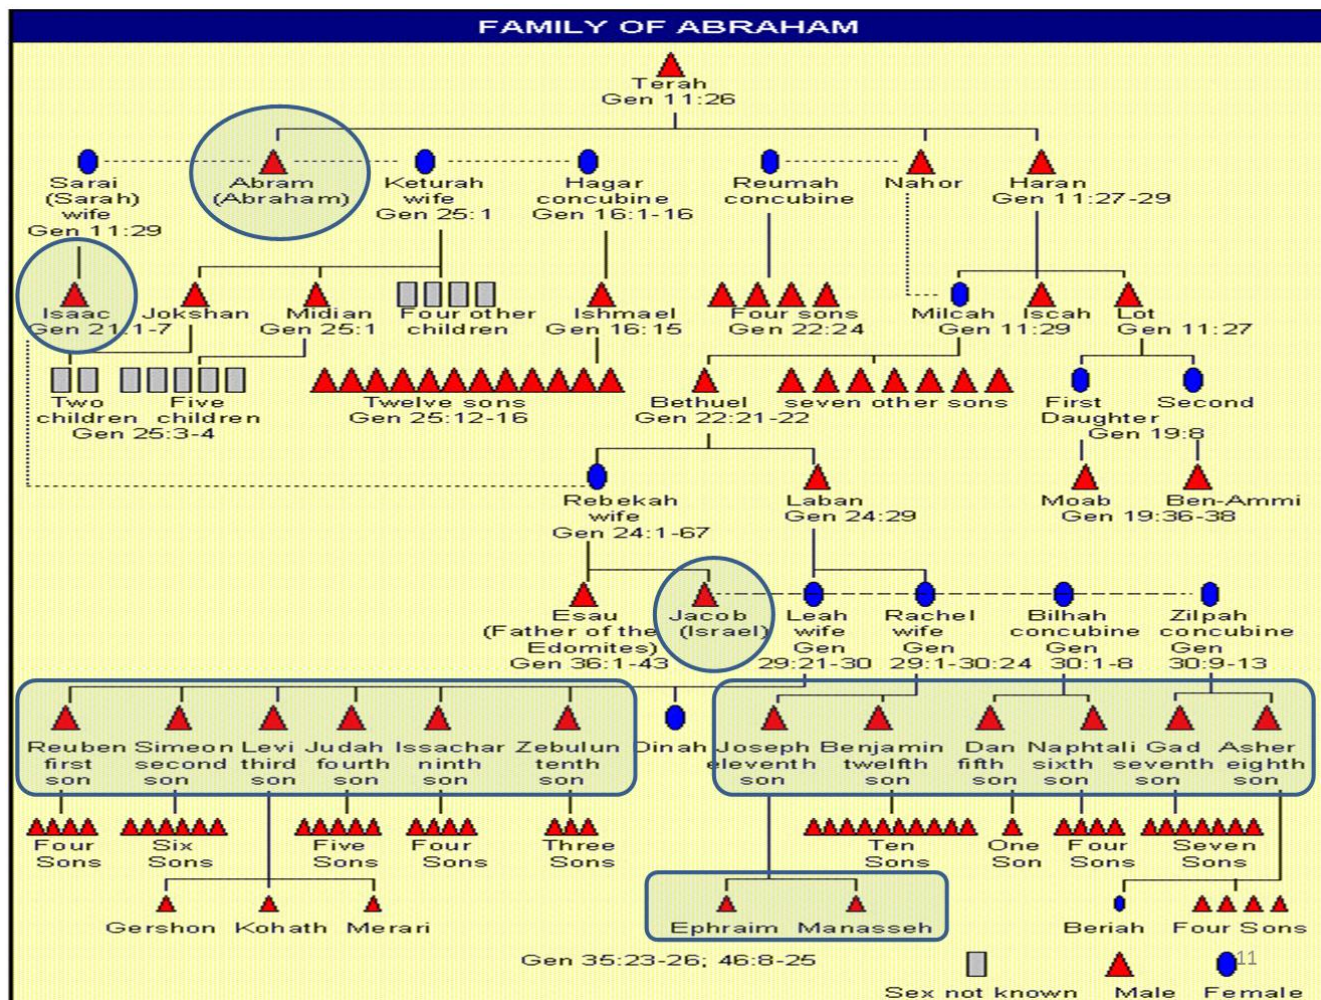 FAMILY OF ABRAHAM
Terah
Gen 11:26
Sarai
(Sarah)
wife
Gen 11:29
Abram
(Abraham)
Keturah
wife
Gen 25:1
Hagar
concubine
Gen 16:1-16
Reumah
concubine
Nahor
Haran
Gen 11:27-29
Isaac
Gen 21:1-7
Jokshan
Midian
Gen 25:1
Four other
children
Ishmael
Gen 16:15
Four sons
Gen 22:24
Milcah
Gen 11:29
Iscah
Lot
Gen 11:27
Two
children
Five
children
Gen 25:3-4
Twelve sons
Gen 25:12-16
Bethuel
Gen 22:21-22
seven other sons
First
Second
Daughter
Gen 19:8
Rebekah
wife
Gen 24:1-67
Laban
Gen 24:29
Moab
Ben-Ammi
Gen 19:36-38
Esau
(Father of the
Edomites)
Gen 36:1-43
Jacob
(Israel)
Leah
wife
Gen
29:21-30
Rachel
wife
Gen
29:1-30:24
Bilhah
concubine
Gen
30:1-8
Zilpah
concubine
Gen
30:9-13
Reuben
first
son
Simeon
second
son
Levi
third
son
Judah
fourth
son
Issachar
ninth
son
Zebulun
tenth
son
Dinah
Joseph
eleventh
son
Benjamin
twelfth
son
Dan
fifth
son
Naphtali
sixth
son
Gad
seventh
son
Asher
eighth
son
Four
Sons
Six
Sons
Five
Sons
Four
Sons
Three
Sons
Ten
Sons
One
Son
Four
Sons
Seven
Sons
Gershon
Kohath
Merari
Ephraim
Manasseh
Beriah
Four Sons
Gen 35:23-26; 46:8-25
11
Sex not known
Male
Female